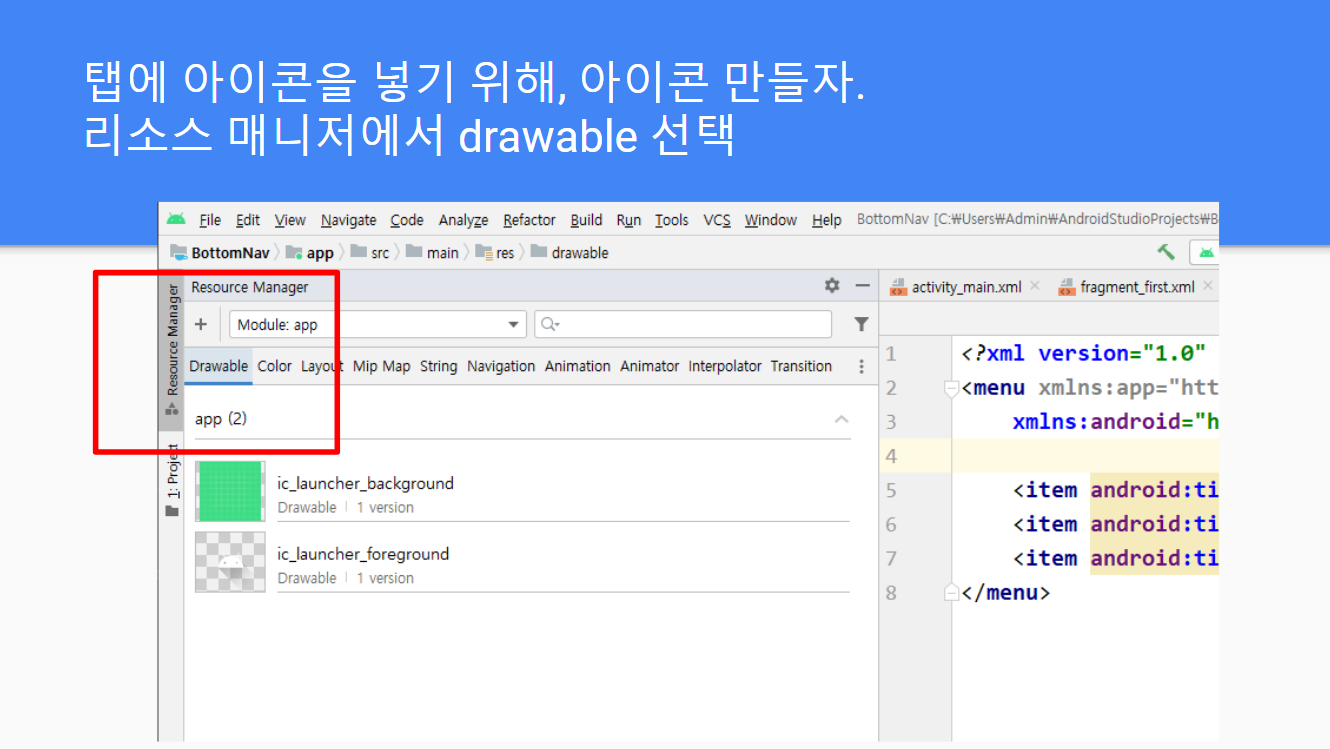 탭에 아이콘을 넣기 위해, 아이콘 만들자.
리소스 매니저에서 drawable 선택
File Edit View Navigate Code Analyze Refactor Build Run Tools VCS Window Help BottomNav [C:₩Users₩Admin₩AndroidStudioProjects₩B
BottomNav app src main res drawable
Resource Manager
1: Project
Resource Manager
Module: app
Drawable Color Layout Mip Map String Navigation Animation Animator Interpolator Transition
app (2)
ic_launcher_background
Drawable | 1 version
ic_launcher_foreground
Drawable | 1 version
activity_main.xml fragment_first.xml
1 <?xml version="1.0"
2 <menu xmlns:app="htt
3 xmlns:android="h
4
5 <item android:ti
6 <item android:ti
7 <item android:ti
8 </menu>